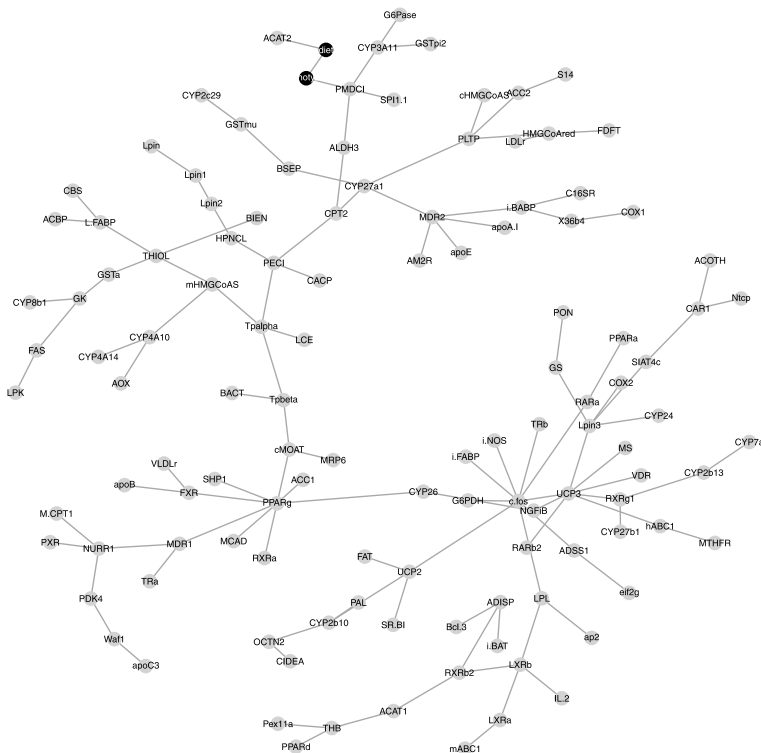 G6Pase
ACAT2
diet
CYP3A11
GSTpi2
PMDCI
SPI1.1
S14
CYP2c29
cHMGCoAS
ACC2
GSTmu
HMGCoAred
FDFT
PLTP
LDLr
Lpin
ALDH3
BSEP
Lpin1
CYP27a1
CBS
C16SR
Lpin2
i.BABP
ACBP
L.FABP
BIEN
CPT2
MDR2
X36b4
COX1
apoA.I
HPNCL
THIOL
apoE
PECI
AM2R
ACOTH
GSTa
CACP
mHMGCoAS
CYP8b1
GK
Ntcp
CAR1
PON
Tpalpha
CYP4A10
LCE
PPARa
FAS
CYP4A14
SIAT4c
GS
AOX
COX2
LPK
BACT
Tpbeta
RARa
CYP24
TRb
Lpin3
i.NOS
CYP7a
cMOAT
MS
MRP6
i.FABP
VLDLr
CYP2b13
VDR
SHP1
ACC1
apoB
FXR
CYP26
UCP3
PPARg
G6PDH
c.fos
RXRg1
M.CPT1
NGFiB
hABC1
CYP27b1
MCAD
PXR
NURR1
MDR1
MTHFR
RARb2
ADSS1
RXRa
FAT
UCP2
TRa
eif2g
PDK4
LPL
PAL
ADISP
CYP2b10
SR.BI
Bcl.3
ap2
Waf1
OCTN2
i.BAT
CIDEA
apoC3
LXRb
RXRb2
IL.2
ACAT1
Pex11a
LXRa
THB
PPARd
mABC1